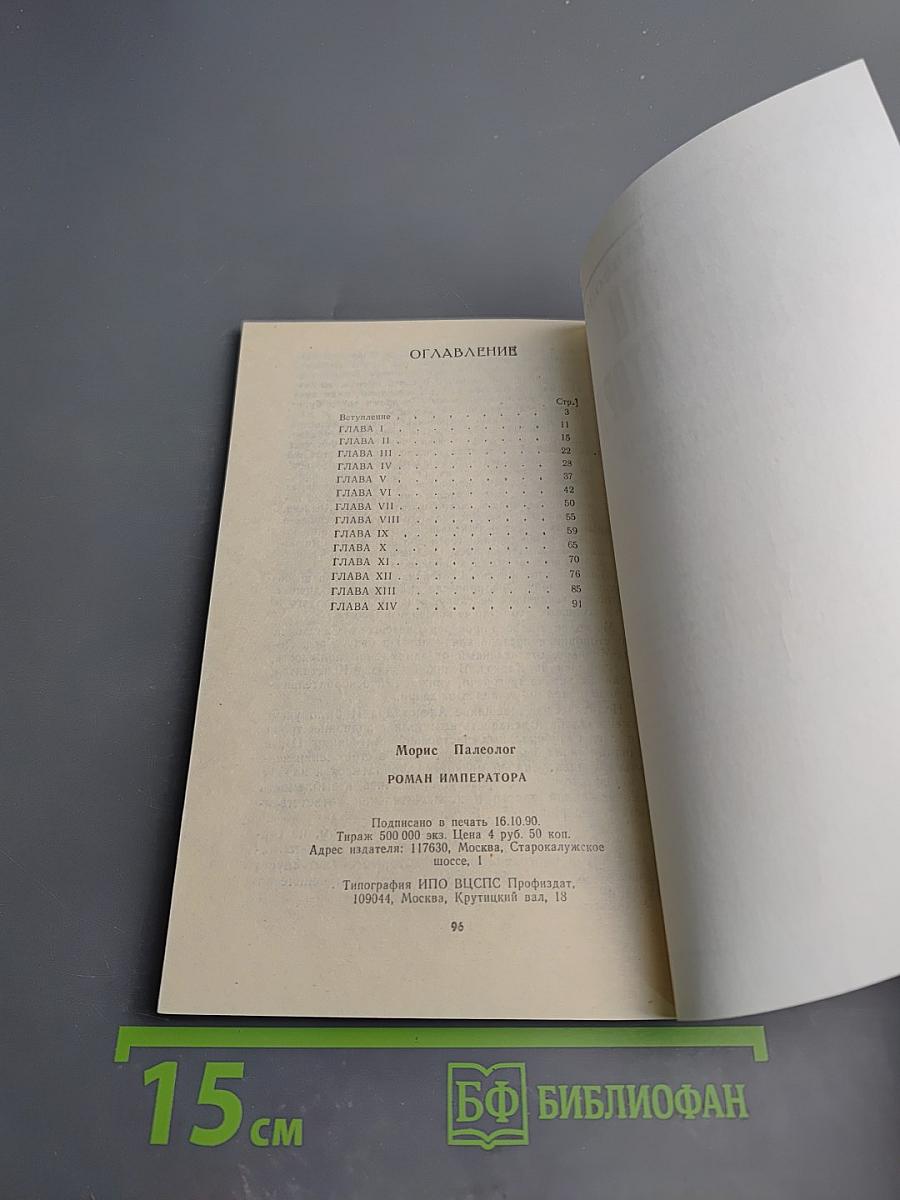 ОГЛАВЛЕНИЕ
Стр.
Вступление . . . . . . . . . 3
ГЛАВА I . . . . . . . . . 11
ГЛАВА II . . . . . . . . . 15
ГЛАВА III . . . . . . . . . 22
ГЛАВА IV . . . . . . . . . 28
ГЛАВА V . . . . . . . . . 37
ГЛАВА VI . . . . . . . . . 42
ГЛАВА VII . . . . . . . . . 50
ГЛАВА VIII . . . . . . . . 55
ГЛАВА IX . . . . . . . . 59
ГЛАВА X . . . . . . . . . 65
ГЛАВА XI . . . . . . . . . 70
ГЛАВА XII . . . . . . . . . 76
ГЛАВА XIII . . . . . . . . 85
ГЛАВА XIV . . . . . . . . 91
Морис Палеолог
РОМАН ИМПЕРАТОРА
Подписано в печать 16.10.90.
Тираж 500 000 экз. Цена 4 руб. 50 коп.
Адрес издателя: 117630, Москва, Старокалужское
шоссе, 1
Типография ИПО ВЦСПС Профиздат,
109044, Москва, Крутицкий вал, 18
96
15 см
БФ БИБЛИОФАН